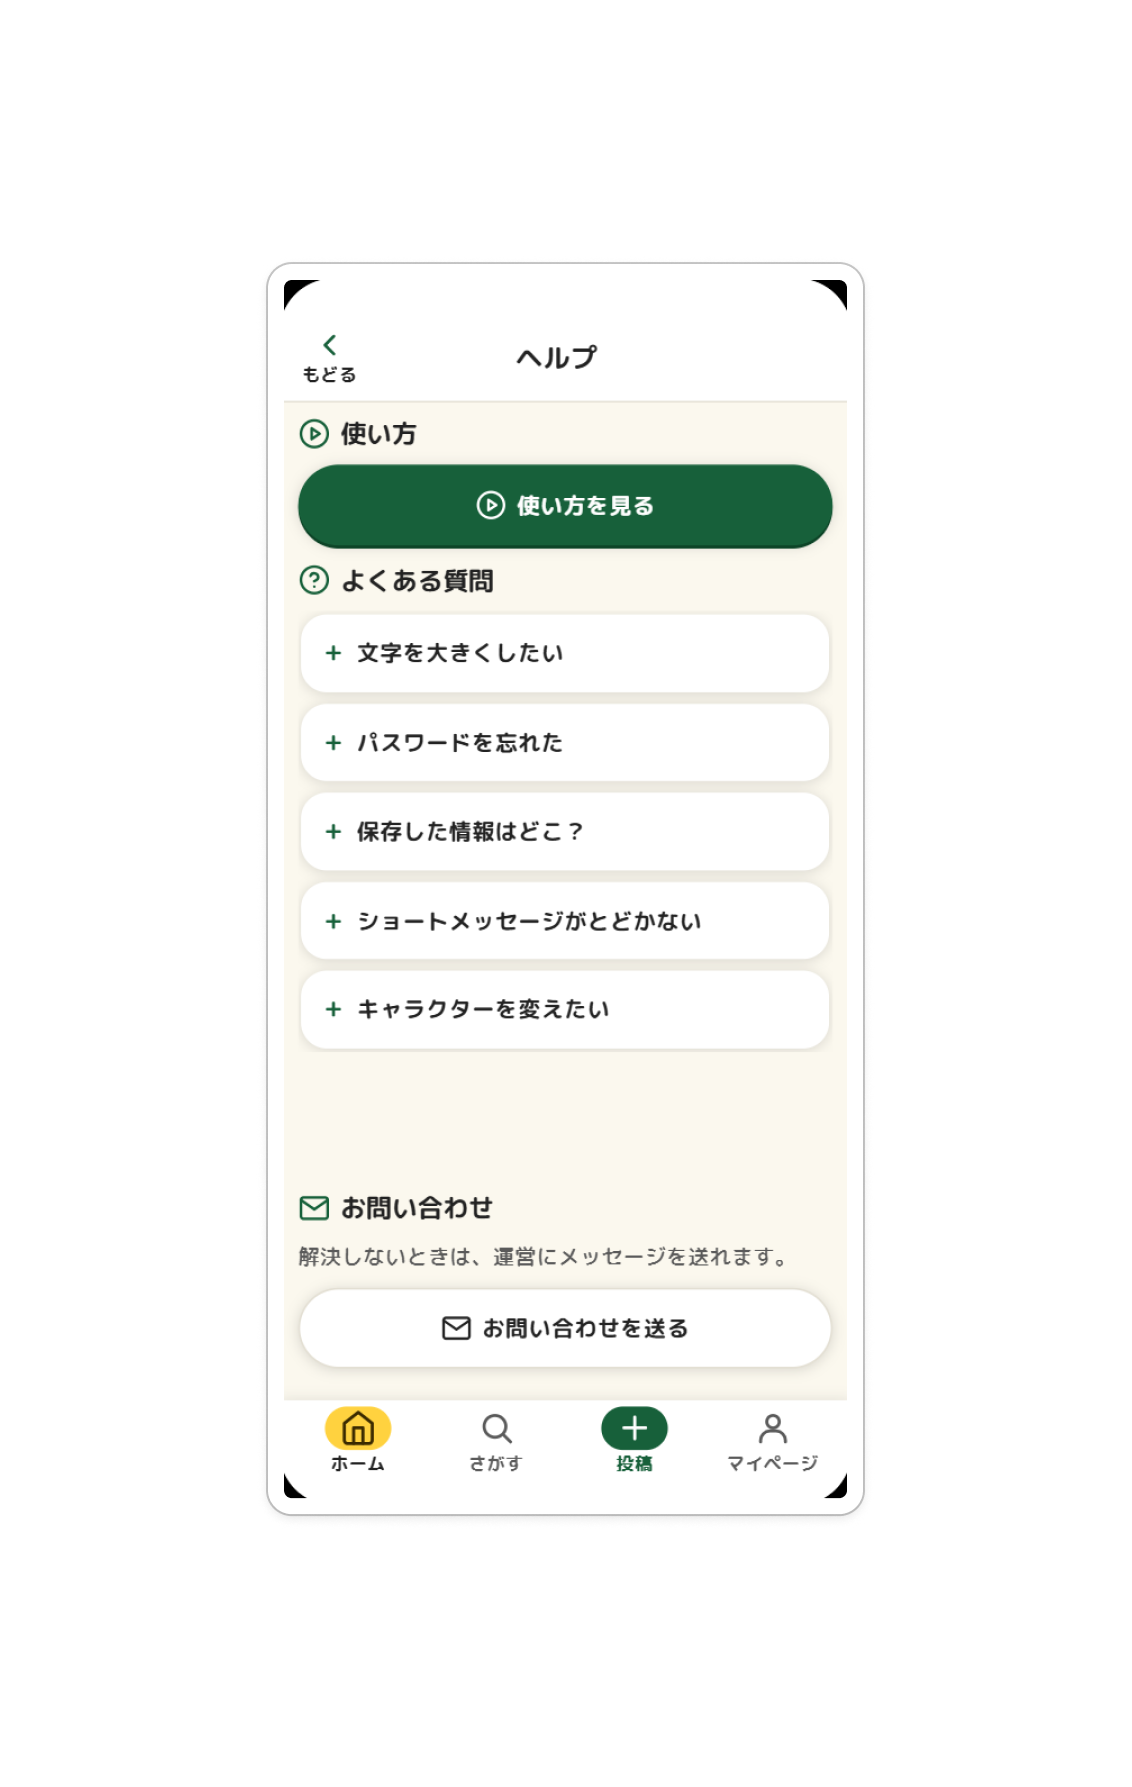 もどる
ヘルプ
使い方
使い方を見る
よくある質問
+ 文字を大きくしたい
+ パスワードを忘れた
+ 保存した情報はどこ？
+ ショートメッセージがとどかない
+ キャラクターを変えたい
お問い合わせ
解決しないときは、運営にメッセージを送れます。
お問い合わせを送る
ホーム
さがす
投稿
マイページ